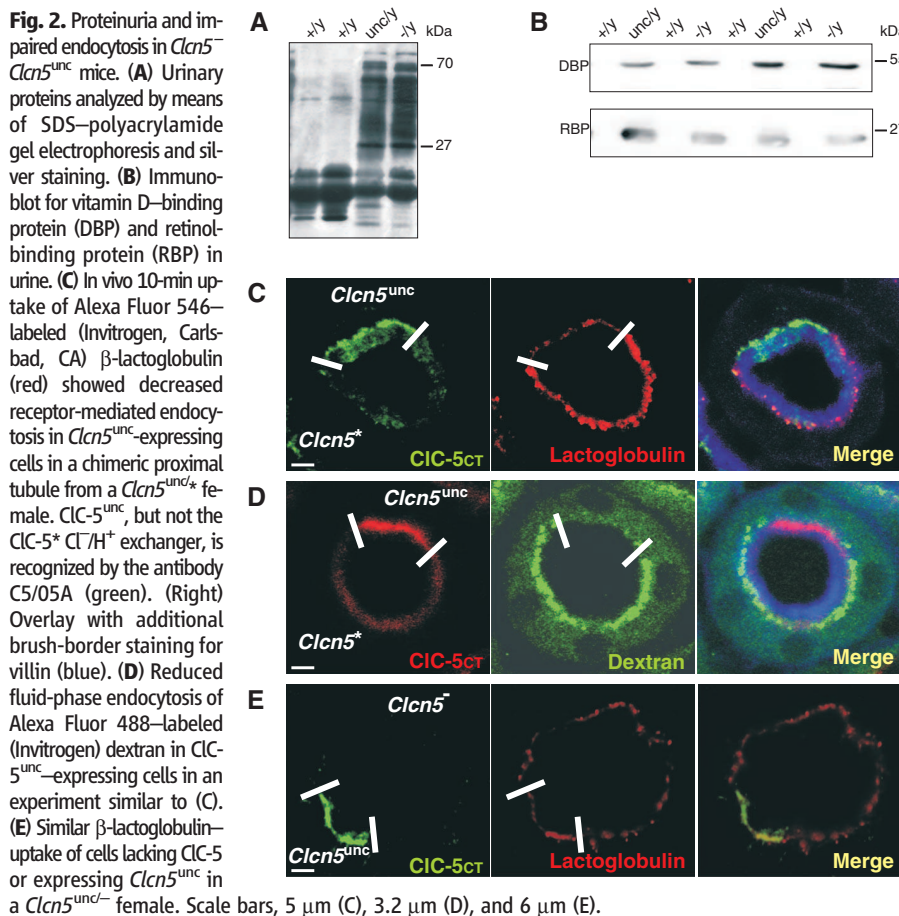 Fig. 2. Proteinuria and im-
paired endocytosis in Clcn5⁻
Clcn5ᵘⁿᶜ mice. (A) Urinary
proteins analyzed by means
of SDS–polyacrylamide
gel electrophoresis and sil-
ver staining. (B) Immuno-
blot for vitamin D–binding
protein (DBP) and retinol-
binding protein (RBP) in
urine. (C) In vivo 10-min up-
take of Alexa Fluor 546–
labeled (Invitrogen, Carls-
bad, CA) β-lactoglobulin
(red) showed decreased
receptor-mediated endocy-
tosis in Clcn5ᵘⁿᶜ-expressing
cells in a chimeric proximal
tubule from a Clcn5ᵘⁿᶜ/* fe-
male. ClC-5ᵘⁿᶜ, but not the
ClC-5* Cl⁻/H⁺ exchanger, is
recognized by the antibody
C5/05A (green). (Right)
Overlay with additional
brush-border staining for
villin (blue). (D) Reduced
fluid-phase endocytosis of
Alexa Fluor 488–labeled
(Invitrogen) dextran in ClC-
5ᵘⁿᶜ–expressing cells in an
experiment similar to (C).
(E) Similar β-lactoglobulin–
uptake of cells lacking ClC-5
or expressing Clcn5ᵘⁿᶜ in
a Clcn5ᵘⁿᶜ/⁻ female. Scale bars, 5 μm (C), 3.2 μm (D), and 6 μm (E).
A
+/y +/y unc/y -/y kDa
70
27
B
+/y unc/y +/y -/y +/y unc/y +/y -/y
DBP
RBP
C
Clcn5ᵘⁿᶜ
Clcn5*
ClC-5CT
Lactoglobulin
Merge
D
Clcn5ᵘⁿᶜ
Clcn5*
ClC-5CT
Dextran
Merge
E
Clcn5⁻
Clcn5ᵘⁿᶜ
ClC-5CT
Lactoglobulin
Merge